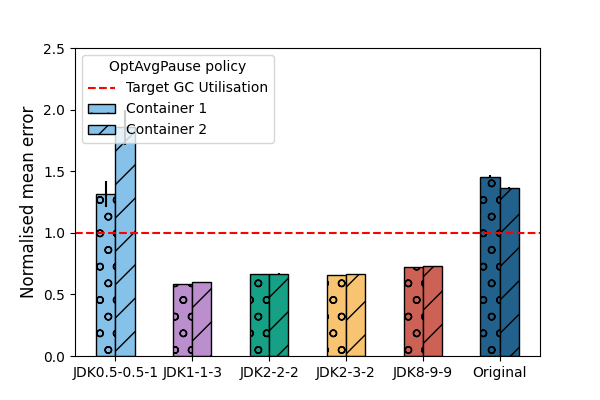 2.5
2.0
1.5
1.0
0.5
0.0
Normalised mean error
OptAvgPause policy
Target GC Utilisation
Container 1
Container 2
JDK0.5-0.5-1 JDK1-1-3 JDK2-2-2 JDK2-3-2 JDK8-9-9 Original